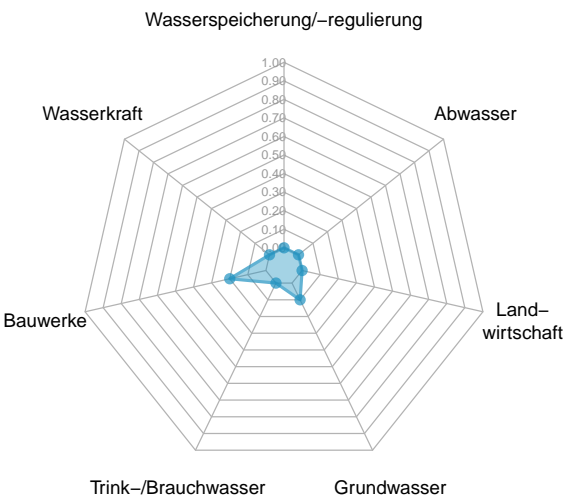 Wasserspeicherung/−regulierung
1.00
0.90
0.80
0.70
0.60
0.50
0.40
0.30
0.20
0.10
0.0
Wasserkraft
Abwasser
Bauwerke
Land−
wirtschaft
Trink−/Brauchwasser
Grundwasser